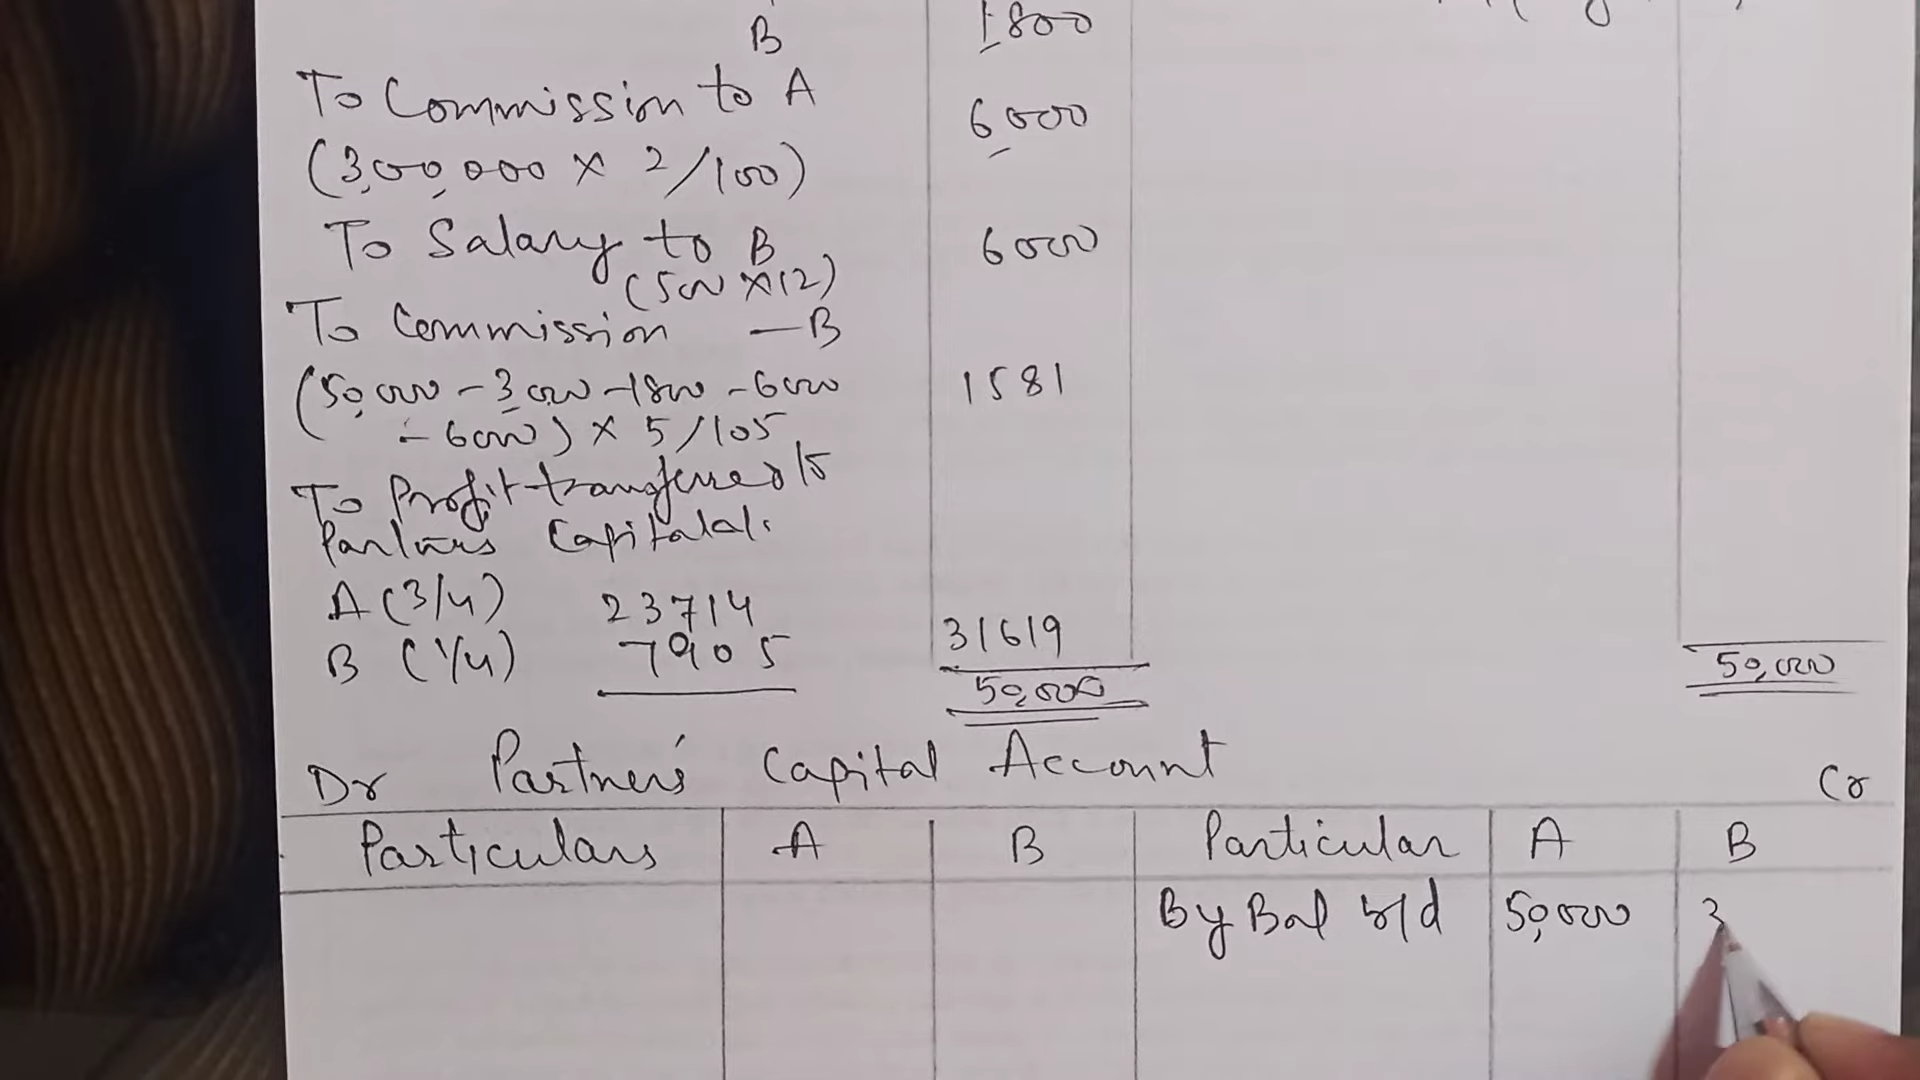 B 1800
To Commission to A 6000
(3,00,000 × 2/100)
To Salary to B 6000
(500 × 12)
To Commission — B
(50,000 - 3000 - 1800 - 6000 1581
- 6000) × 5/105
To Profit transferred to
Partners Capital
A (3/4) 23714
B (1/4) 7905 31619
50,000 50,000
Dr Partners' Capital Account Cr
Particulars A B Particular A B
By Bal b/d 50,000 3